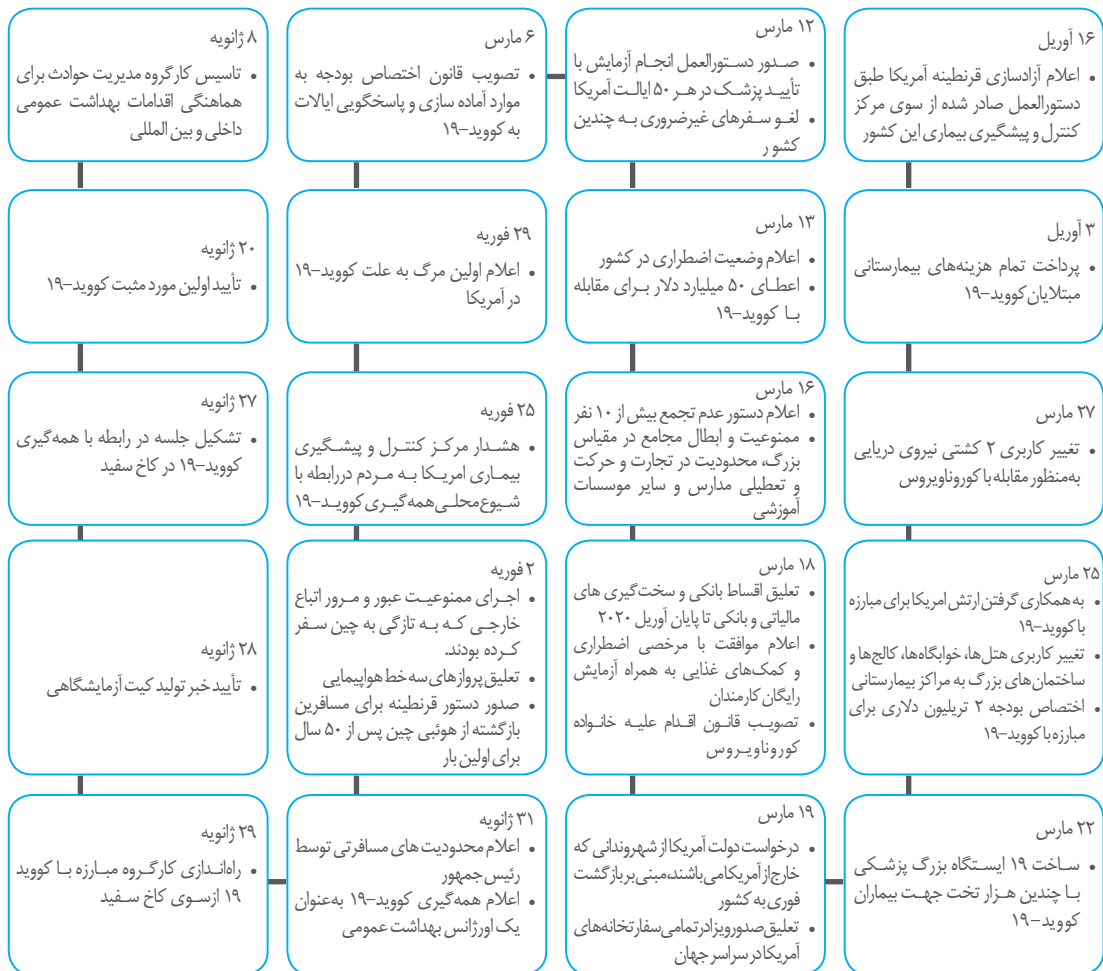 ۸ ژانویه
• تاسیس کارگروه مدیریت حوادث برای
هماهنگی اقدامات بهداشت عمومی
داخلی و بین المللی
۲۰ ژانویه
• تأیید اولین مورد مثبت کووید-۱۹
۲۷ ژانویه
• تشکیل جلسه در رابطه با همه‌گیری
کووید-۱۹ در کاخ سفید
۲۸ ژانویه
• تأیید خبر تولید کیت آزمایشگاهی
۲۹ ژانویه
• راه‌اندازی کارگروه مبارزه با کووید
۱۹ ازسوی کاخ سفید
۳۱ ژانویه
• اعلام محدودیت های مسافرتی توسط
رئیس جمهور
• اعلام همه‌گیری کووید-۱۹ به‌عنوان
یک اورژانس بهداشت عمومی
۲ فوریه
• اجرای ممنوعیت عبور و مرور اتباع
خارجی که به تازگی به چین سفر
کرده بودند.
• تعلیق پروازهای سه خط هواپیمایی
• صدور دستور قرنطینه برای مسافرین
بازگشته از هوئبی چین پس از ۵۰ سال
برای اولین بار
۲۵ فوریه
• هشدار مرکز کنترل و پیشگیری
بیماری امریکا به مردم دررابطه با
شیوع محلی همه گیری کووید-۱۹
۲۹ فوریه
• اعلام اولین مرگ به علت کووید-۱۹
در آمریکا
۶ مارس
• تصویب قانون اختصاص بودجه به
موارد آماده سازی و پاسخگویی ایالات
به کووید-۱۹
۱۲ مارس
• صدور دستورالعمل انجام آزمایش با
تأیید پزشک در هر ۵۰ ایالت آمریکا
• لغو سفرهای غیرضروری به چندین
کشور
۱۳ مارس
• اعلام وضعیت اضطراری در کشور
• اعطای ۵۰ میلیارد دلار برای مقابله
با کووید-۱۹
۱۶ مارس
• اعلام دستور عدم تجمع بیش از ۱۰ نفر
• ممنوعیت و ابطال مجامع در مقیاس
بزرگ، محدودیت در تجارت و حرکت
و تعطیلی مدارس و سایر موسسات
آموزشی
۱۸ مارس
• تعلیق اقساط بانکی و سخت‌گیری های
مالیاتی و بانکی تا پایان آوریل ۲۰۲۰
• اعلام موافقت با مرخصی اضطراری
و کمک‌های غذایی به همراه آزمایش
رایگان کارمندان
• تصویب قانون اقدام علیه خانواده
کوروناویروس
۱۹ مارس
• درخواست دولت آمریکا از شهروندانی که
خارج از آمریکا می باشند، مبنی بر بازگشت
فوری به کشور
• تعلیق صدور ویزا در تمامی سفارتخانه‌های
آمریکا در سراسر جهان
۲۲ مارس
• ساخت ۱۹ ایستگاه بزرگ پزشکی
با چندین هزار تخت جهت بیماران
کووید-۱۹
۲۵ مارس
• به همکاری گرفتن ارتش امریکا برای مبارزه
با کووید-۱۹
• تغییر کاربری هتل‌ها، خوابگاه‌ها، کالج‌ها و
ساختمان‌های بزرگ به مراکز بیمارستانی
• اختصاص بودجه ۲ تریلیون دلاری برای
مبارزه با کووید-۱۹
۲۷ مارس
• تغییر کاربری ۲ کشتی نیروی دریایی
به‌منظور مقابله با کوروناویروس
۳ آوریل
• پرداخت تمام هزینه‌های بیمارستانی
مبتلایان کووید-۱۹
۱۶ آوریل
• اعلام آزادسازی قرنطینه آمریکا طبق
دستورالعمل صادر شده از سوی مرکز
کنترل و پیشگیری بیماری این کشور